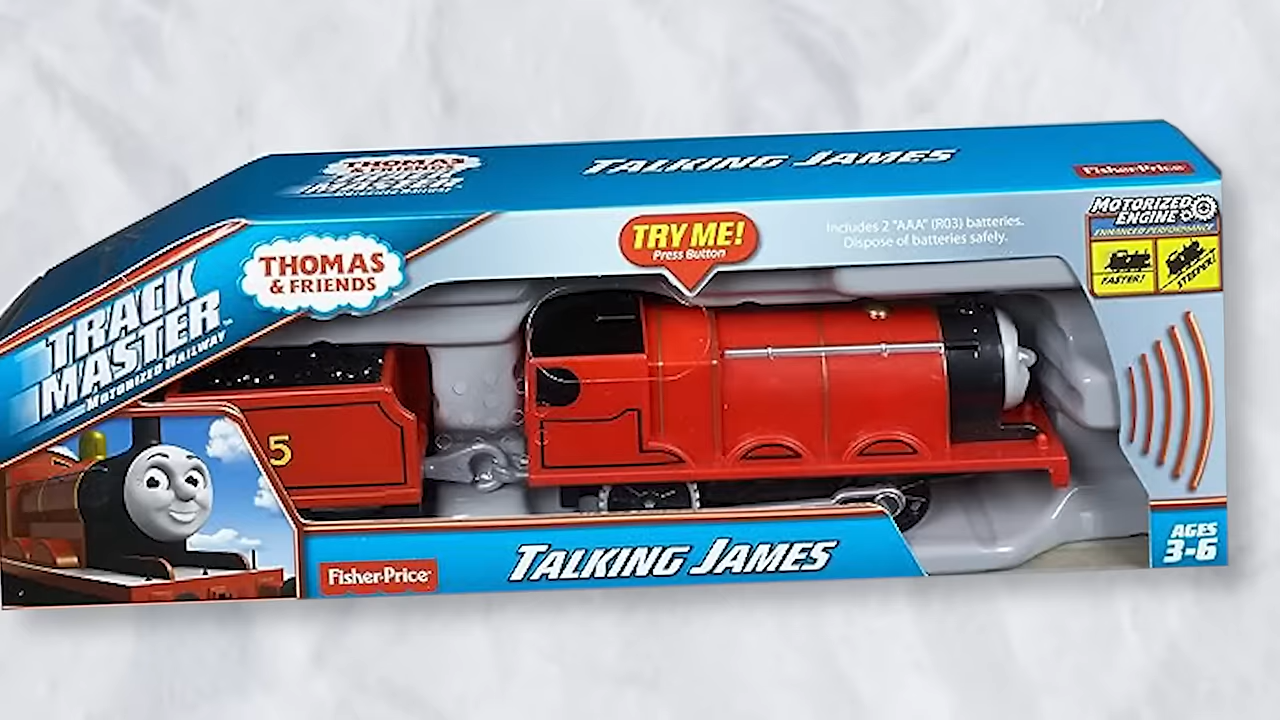 THOMAS
& FRIENDS
TRACK
MASTER
TALKING JAMES
Fisher-Price
TRACK
MASTER™
MOTORIZED RAILWAY
THOMAS
& FRIENDS
TRY ME!
Press Button
Includes 2 "AAA" (R03) batteries.
Dispose of batteries safely.
MOTORIZED
ENGINE
ENHANCED PERFORMANCE
FASTER!
STEEPER!
5
Fisher-Price
TALKING JAMES
AGES
3-6